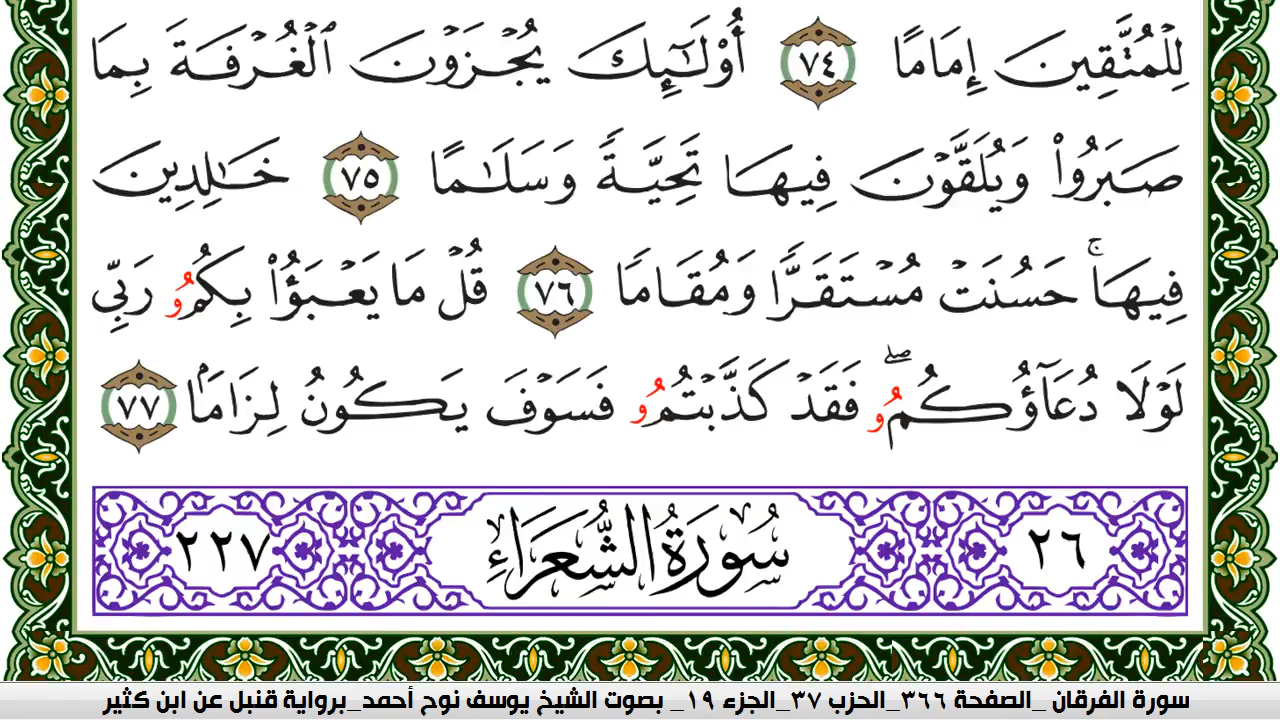 لِلْمُتَّقِينَ إِمَامًا ٧٤ أُوْلَـٰٓئِكَ يُجْزَوْنَ ٱلْغُرْفَةَ بِمَا
صَبَرُواْ وَيُلَقَّوْنَ فِيهَا تَحِيَّةً وَسَلَـٰمًا ٧٥ خَـٰلِدِينَ
فِيهَاۚ حَسُنَتْ مُسْتَقَرًّا وَمُقَامًا ٧٦ قُلْ مَا يَعْبَؤُاْ بِكُمُۥ رَبِّى
لَوْلَا دُعَآؤُكُمُۥۖ فَقَدْ كَذَّبْتُمُۥ فَسَوْفَ يَكُونُ لِزَامَۢا ٧٧
٢٦ سُورَةُ الشُّعَرَاءِ ٢٢٧
سورة الفرقان _الصفحة ٣٦٦_الحزب ٣٧_الجزء ١٩_ بصوت الشيخ يوسف نوح أحمد_برواية قنبل عن ابن كثير